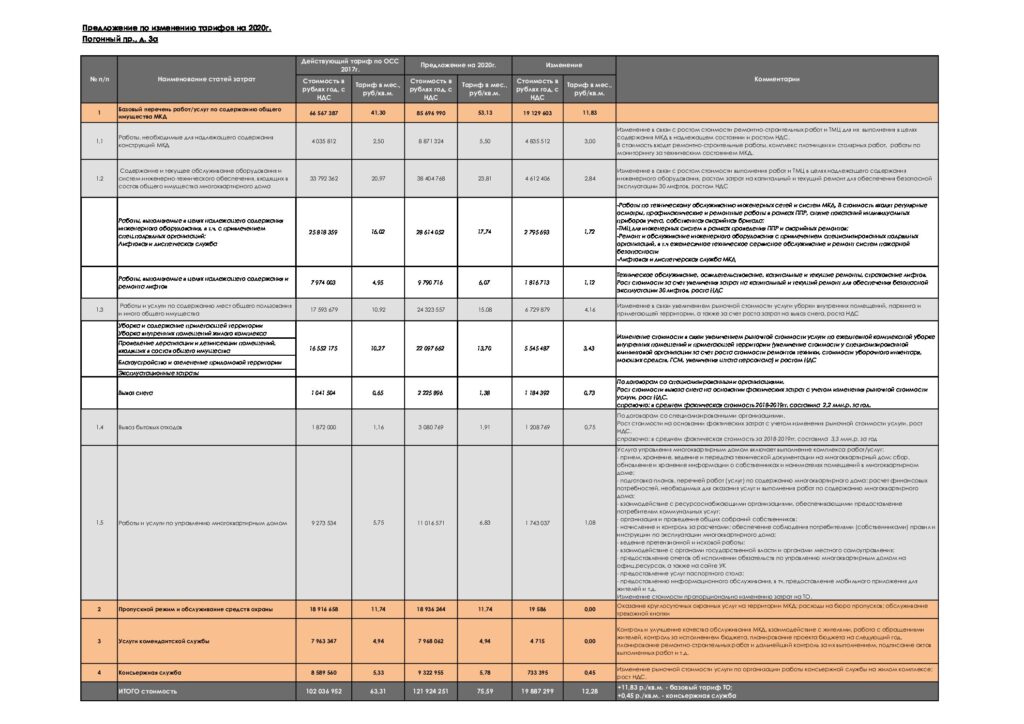 Предложение по изменению тарифов на 2020г.
Погонный пр., д. 3а
№ п/п
Наименование статей затрат
Действующий тариф по ОСС 2017г.
Предложение на 2020г.
Изменение
Комментарии
Стоимость в рублях год, с НДС
Тариф в мес., руб/кв.м.
Стоимость в рублях год, с НДС
Тариф в мес., руб/кв.м.
Стоимость в рублях год, с НДС
Тариф в мес., руб/кв.м.
1
Базовый перечень работ/услуг по содержанию общего имущества МКД
66 567 387 41,30 85 696 990 53,13 19 129 603 11,83
1.1
Работы, необходимые для надлежащего содержания
конструкций МКД
4 035 812 2,50 8 871 324 5,50 4 835 512 3,00
Изменение в связи с ростом стоимости ремонтно-строительных работ и ТМЦ для их выполнения в целях
содержания МКД в надлежащем состоянии и ростом НДС.
В стоимость входят ремонтно-строительные работы, комплекс плотницких и столярных работ, работы по
мониторингу за техническим состоянием МКД.
1.2
Содержание и текущее обслуживание оборудования и
систем инженерно-технического обеспечения, входящих в
состав общего имущества многоквартирного дома
33 792 362 20,97 38 404 768 23,81 4 612 406 2,84
Изменение в связи с ростом стоимости выполнения работ и ТМЦ в целях надлежащего содержания
инженерного оборудования, ростом затрат на капитальный и текущий ремонт для обеспечения безопасной
эксплуатации 30 лифтов, ростом НДС
Работы, выполняемые в целях надлежащего содержания
инженерного оборудования, в т.ч. с привлечением
спец.подрядных организаций;
Лифтовая и диспетчерская служба
25 818 359 16,02 28 614 052 17,74 2 795 693 1,72
-Работы по техническому обслуживанию инженерных сетей и систем МКД. В стоимость входят регулярные
осмотры, профилактические и ремонтные работы в рамках ППР, снятие показаний индивидуальных
приборов учета, собственная аварийная бригада;
-ТМЦ для инженерных систем в рамках проведения ППР и аварийных ремонтов;
-Ремонт и обслуживание инженерного оборудования с привлечением специализированных подрядных
организаций, в т.ч ежемесячное техническое сервисное обслуживание и ремонт систем пожарной
безопасности
-Лифтовая и диспетчерская служба МКД
Работы, выполняемые в целях надлежащего содержания и
ремонта лифтов
7 974 003 4,95 9 790 716 6,07 1 816 713 1,12
Техническое обслуживание, освидетельствование, капитальные и текущие ремонты, страхование лифтов.
Рост стоимости за счет увеличения затрат на капитальный и текущий ремонт для обеспечения безопасной
эксплуатации 30 лифтов, роста НДС
1.3
Работы и услуги по содержанию мест общего пользования
и иного общего имущества
17 593 679 10,92 24 323 557 15,08 6 729 879 4,16
Изменение в связи увеличением рыночной стоимости услуги уборки внутренних помещений, паркинга и
прилегающей территории, а также за счет роста затрат на вывоз снега, роста НДС
Уборка и содержание прилегающей территории
Уборка внутренних помещений жилого комплекса
Проведение дератизации и дезинсекции помещений,
входящих в состав общего имущества
Благоустройство и озеленение придомовой территории
Эксплуатационные затраты
16 552 175 10,27 22 097 662 13,70 5 545 487 3,43
Изменение стоимости в связи увеличением рыночной стоимости услуги по ежедневной комплексной уборке
внутренних помещений и прилегающей территории (увеличение стоимости у специализированной
клининговой организации за счет роста стоимости ремонтов техники, стоимости уборочного инвентаря,
моющих средств, ГСМ, увеличения штата персонала) и ростом НДС
Вывоз снега
1 041 504 0,65 2 225 896 1,38 1 184 392 0,73
По договорам со специализированными организациями.
Рост стоимости вывоза снега на основании фактических затрат с учетом изменения рыночной стоимости
услуги, рост НДС.
справочно: в среднем фактическая стоимость 2018-2019гг. составила 2,2 млн.р. за год.
1.4
Вывоз бытовых отходов
1 872 000 1,16 3 080 769 1,91 1 208 769 0,75
По договорам со специализированными организациями.
Рост стоимости на основании фактических затрат с учетом изменения рыночной стоимости услуги, рост
НДС.
справочно: в среднем фактическая стоимость за 2018-2019гг. составила 3,3 млн.р. за год
1.5
Работы и услуги по управлению многоквартирным домом
9 273 534 5,75 11 016 571 6,83 1 743 037 1,08
Услуга управления многоквартирным домом включает выполнение комплекса работ/услуг:
- прием, хранение, ведение и передача технической документации на многоквартирный дом; сбор,
обновление и хранение информации о собственниках и нанимателях помещений в многоквартирном
доме;
- подготовка планов, перечней работ (услуг) по содержанию многоквартирного дома; расчет финансовых
потребностей, необходимых для оказания услуг и выполнения работ по содержанию многоквартирного
дома;
- взаимодействие с ресурсоснабжающими организациями, обеспечивающими предоставление
потребителям коммунальных услуг;
- организация и проведение общих собраний собственников;
- начисление и контроль за расчетами; обеспечение соблюдения потребителями (собственниками) правил и
инструкции по эксплуатации многоквартирного дома;
- ведение претензионной и исковой работы;
- взаимодействие с органами государственной власти и органами местного самоуправления;
- предоставление отчетов об исполнении обязательств по управлению многоквартирным домом на
офиц.ресурсах, а также на сайте УК
- предоставление услуг паспортного стола;
- предоставлению информационного обслуживания, в тч. предоставление мобильного приложения для
жителей и т.д.
Изменение стоимости пропорционально изменению затрат на ТО.
2
Пропускной режим и обслуживание средств охраны
18 916 658 11,74 18 936 244 11,74 19 586 0,00
Оказание круглосуточных охранных услуг на территории МКД; расходы на бюро пропусков; обслуживание
тревожной кнопки
3
Услуги комендантской службы
7 963 347 4,94 7 968 062 4,94 4 715 0,00
Контроль и улучшение качества обслуживания МКД, взаимодействие с жителями, работа с обращениями
жителей, контроль за исполнением бюджета, планирование проекта бюджета на следующий год,
планирование ремонтно-строительных работ и дальнейший контроль за их выполнением, подписание актов
выполненных работ и т.д.
4
Консьержная служба
8 589 560 5,33 9 322 955 5,78 733 395 0,45
Изменение рыночной стоимости услуги по организации работы консьержной службы на жилом комплексе;
рост НДС.
ИТОГО стоимость
102 036 952 63,31 121 924 251 75,59 19 887 299 12,28
+11,83 р./кв.м. - базовый тариф ТО;
+0,45 р./кв.м. - консьержная служба